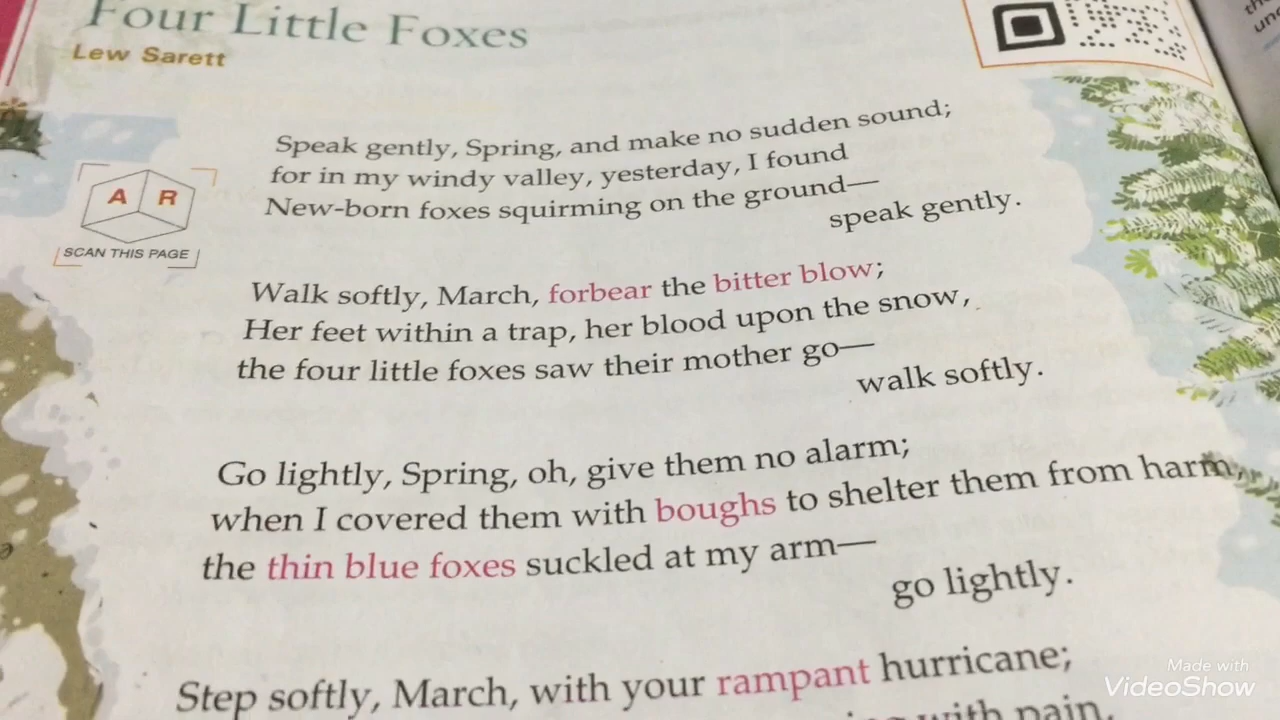 Four Little Foxes
Lew Sarett
Speak gently, Spring, and make no sudden sound;
for in my windy valley, yesterday, I found
New-born foxes squirming on the ground—
speak gently.
A R
SCAN THIS PAGE
Walk softly, March, forbear the bitter blow;
Her feet within a trap, her blood upon the snow,
the four little foxes saw their mother go—
walk softly.
Go lightly, Spring, oh, give them no alarm;
when I covered them with boughs to shelter them from harm,
the thin blue foxes suckled at my arm—
go lightly.
Step softly, March, with your rampant hurricane;
with pain,
Made with
VideoShow